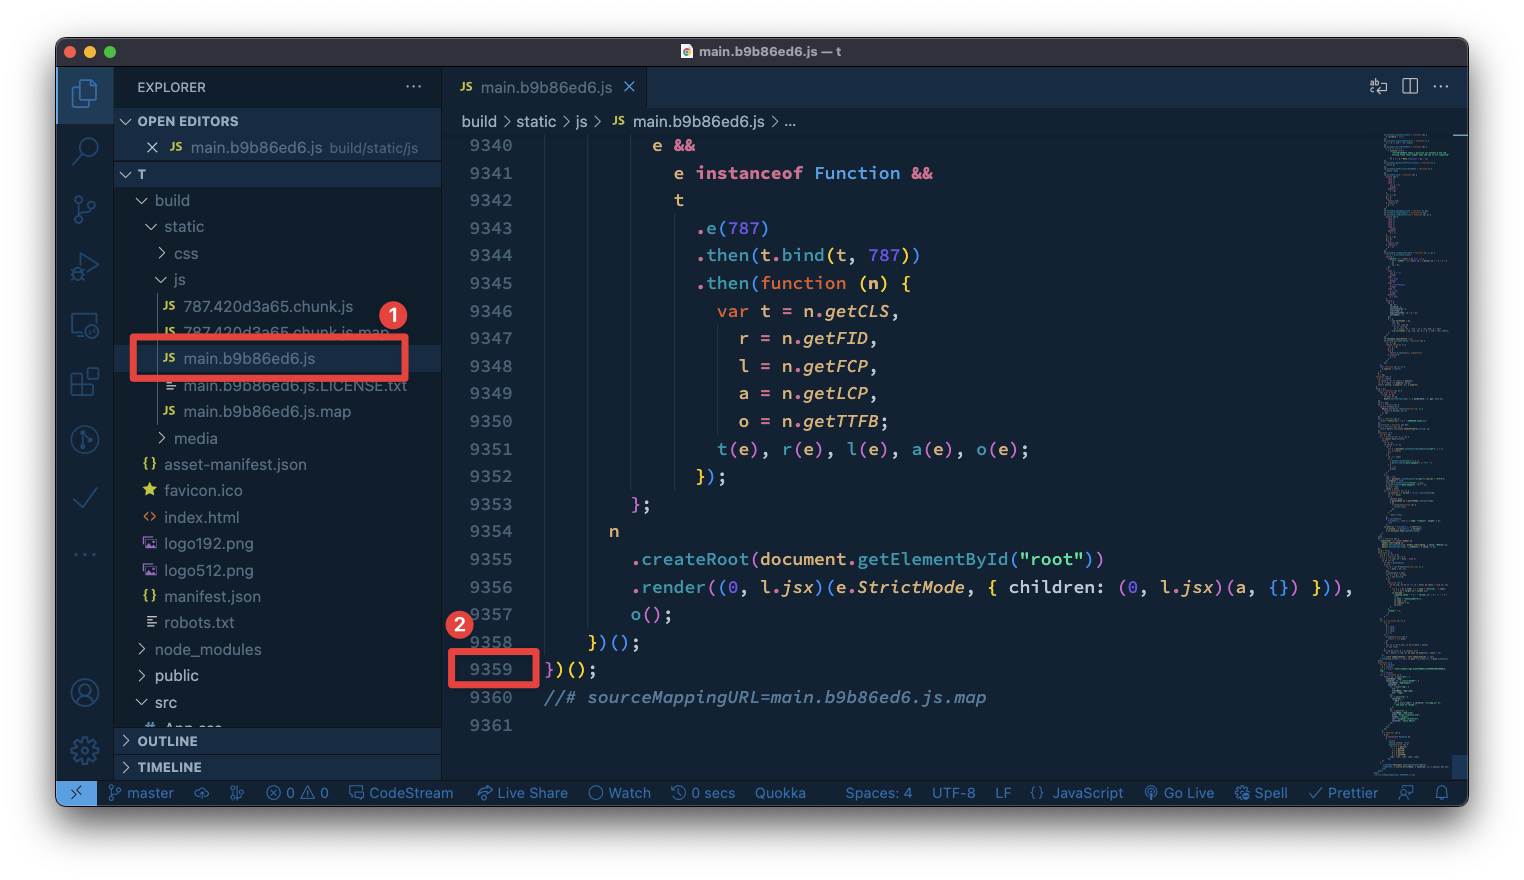 main.b9b86ed6.js — t
EXPLORER
JS main.b9b86ed6.js
OPEN EDITORS
JS main.b9b86ed6.js build/static/js
T
build
static
css
js
JS 787.420d3a65.chunk.js
1
JS 787.420d3a65.chunk.js.map
JS main.b9b86ed6.js
main.b9b86ed6.js.LICENSE.txt
JS main.b9b86ed6.js.map
media
{} asset-manifest.json
favicon.ico
<> index.html
logo192.png
logo512.png
{} manifest.json
robots.txt
node_modules
public
src
# App.css
OUTLINE
TIMELINE
build > static > js > JS main.b9b86ed6.js > ...
9340 e &&
9341 e instanceof Function &&
9342 t
9343 .e(787)
9344 .then(t.bind(t, 787))
9345 .then(function (n) {
9346 var t = n.getCLS,
9347 r = n.getFID,
9348 l = n.getFCP,
9349 a = n.getLCP,
9350 o = n.getTTFB;
9351 t(e), r(e), l(e), a(e), o(e);
9352 });
9353 };
9354 n
9355 .createRoot(document.getElementById("root"))
9356 .render((0, l.jsx)(e.StrictMode, { children: (0, l.jsx)(a, {}) })),
9357 o();
2
9358 })();
9359 })();
9360 //# sourceMappingURL=main.b9b86ed6.js.map
9361
master 0 0 CodeStream Live Share Watch 0 secs Quokka Spaces: 4 UTF-8 LF {} JavaScript Go Live Spell Prettier